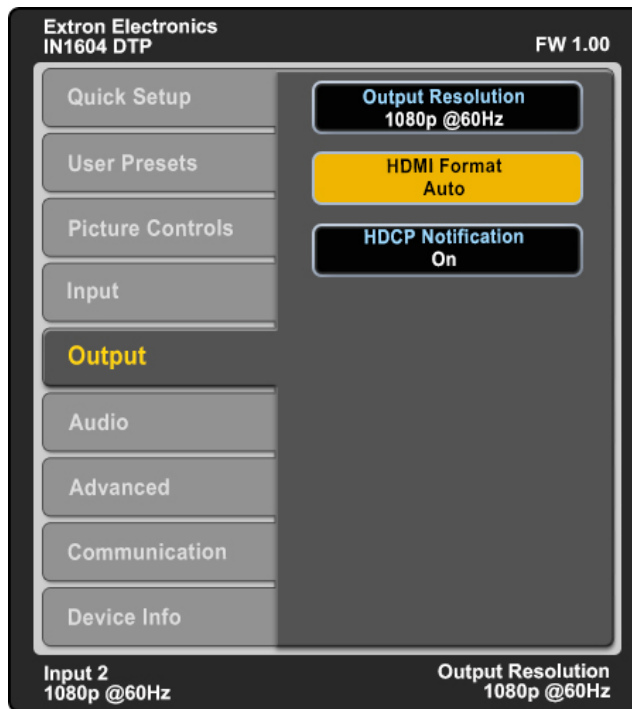 Extron Electronics
IN1604 DTP
FW 1.00
Quick Setup
User Presets
Picture Controls
Input
Output
Audio
Advanced
Communication
Device Info
Output Resolution
1080p @60Hz
HDMI Format
Auto
HDCP Notification
On
Input 2
1080p @60Hz
Output Resolution
1080p @60Hz